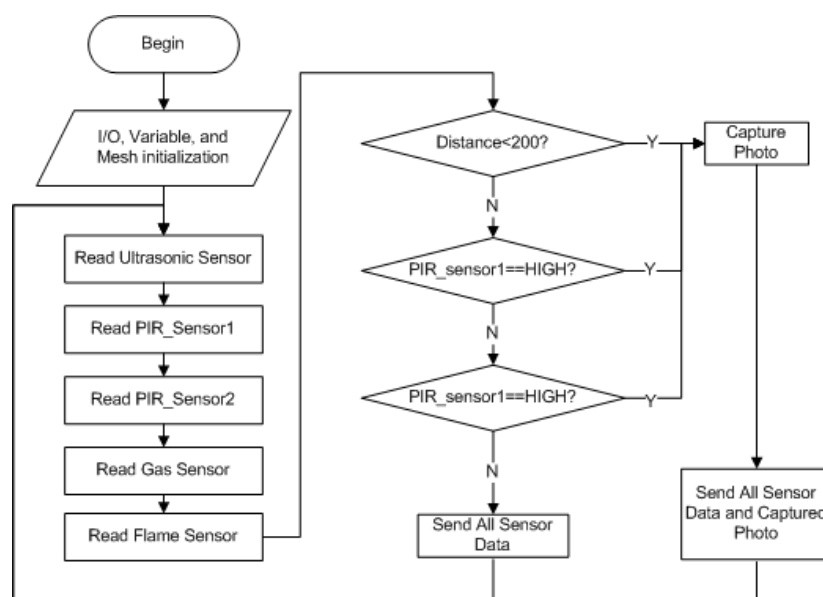 Begin
I/O, Variable, and
Mesh initialization
Read Ultrasonic Sensor
Read PIR_Sensor1
Read PIR_Sensor2
Read Gas Sensor
Read Flame Sensor
Distance<200?
Y
N
PIR_sensor1==HIGH?
Y
N
PIR_sensor1==HIGH?
Y
N
Send All Sensor
Data
Capture
Photo
Send All Sensor
Data and Captured
Photo